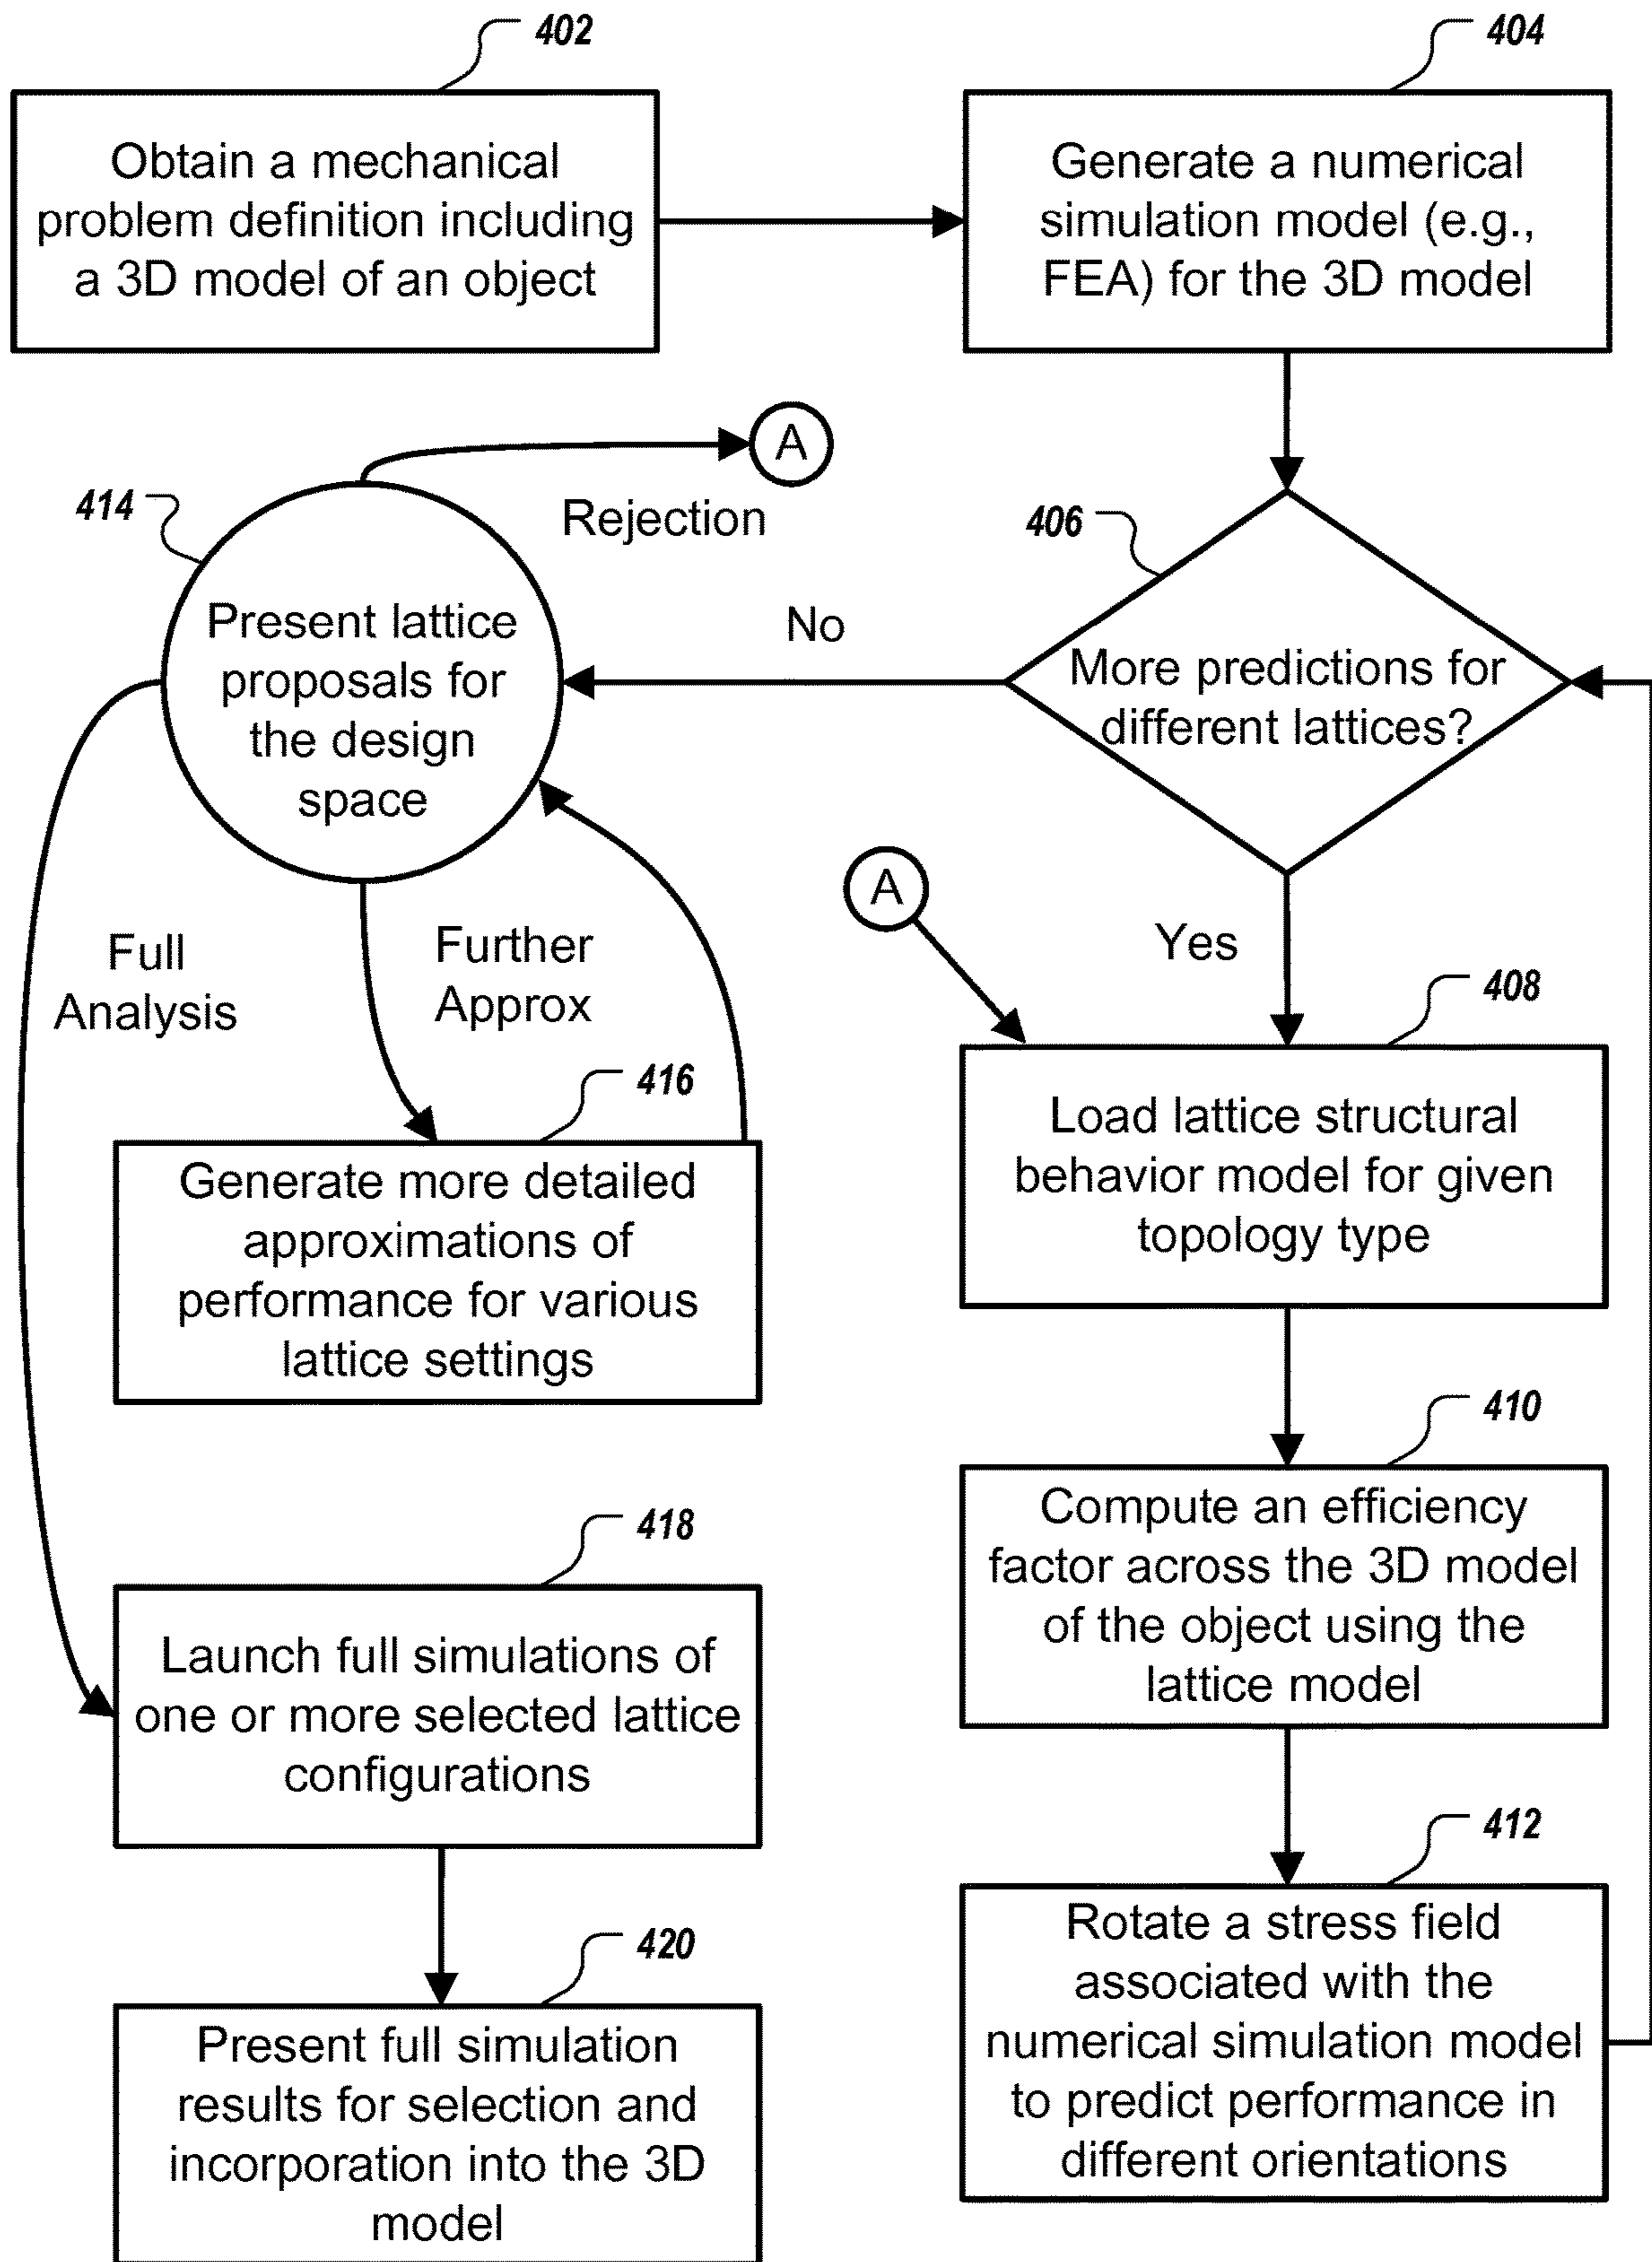 402
Obtain a mechanical
problem definition including
a 3D model of an object
404
Generate a numerical
simulation model (e.g.,
FEA) for the 3D model
A
Rejection
414
Present lattice
proposals for
the design
space
No
406
More predictions for
different lattices?
A
Yes
Full
Analysis
Further
Approx
408
Load lattice structural
behavior model for given
topology type
416
Generate more detailed
approximations of
performance for various
lattice settings
410
Compute an efficiency
factor across the 3D model
of the object using the
lattice model
418
Launch full simulations of
one or more selected lattice
configurations
412
Rotate a stress field
associated with the
numerical simulation model
to predict performance in
different orientations
420
Present full simulation
results for selection and
incorporation into the 3D
model